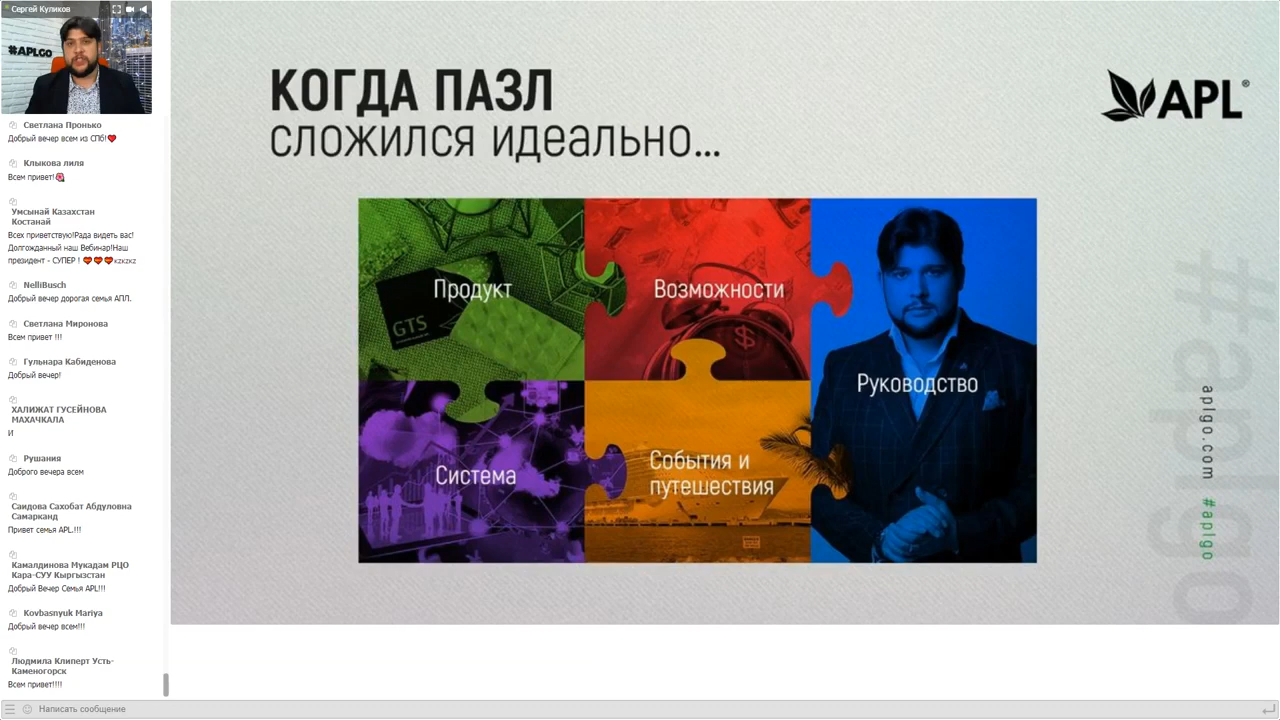 Сергей Куликов
#APLGO
Светлана Пронько
Добрый вечер всем из СПб!
Клыкова лиля
Всем привет!
Умсынай Казахстан
Костанай
Всех приветствую!Рада видеть вас!
Долгожданный наш Вебинар!Наш
президент - СУПЕР ! KZKZKZ
NelliBusch
Добрый вечер дорогая семья АПЛ.
Светлана Миронова
Всем привет !!!
Гульнара Кабиденова
Добрый вечер!
ХАЛИЖАТ ГУСЕЙНОВА
МАХАЧКАЛА
И
Рушания
Доброго вечера всем
Саидова Сахобат Абдуловна
Самарканд
Привет семья APL.!!!
Камалдинова Мукадам РЦО
Кара-СУУ Кыргызстан
Добрый Вечер Семья APL!!!
Kovbasnyuk Mariya
Добрый вечер всем!!!
Людмила Клиперт Усть-
Каменогорск
Всем привет!!!!
Написать сообщение
КОГДА ПАЗЛ
сложился идеально...
APL®
Продукт
GTS
Возможности
$
Руководство
Система
События и
путешествия
aplgo.com #aplgo
#aplgo